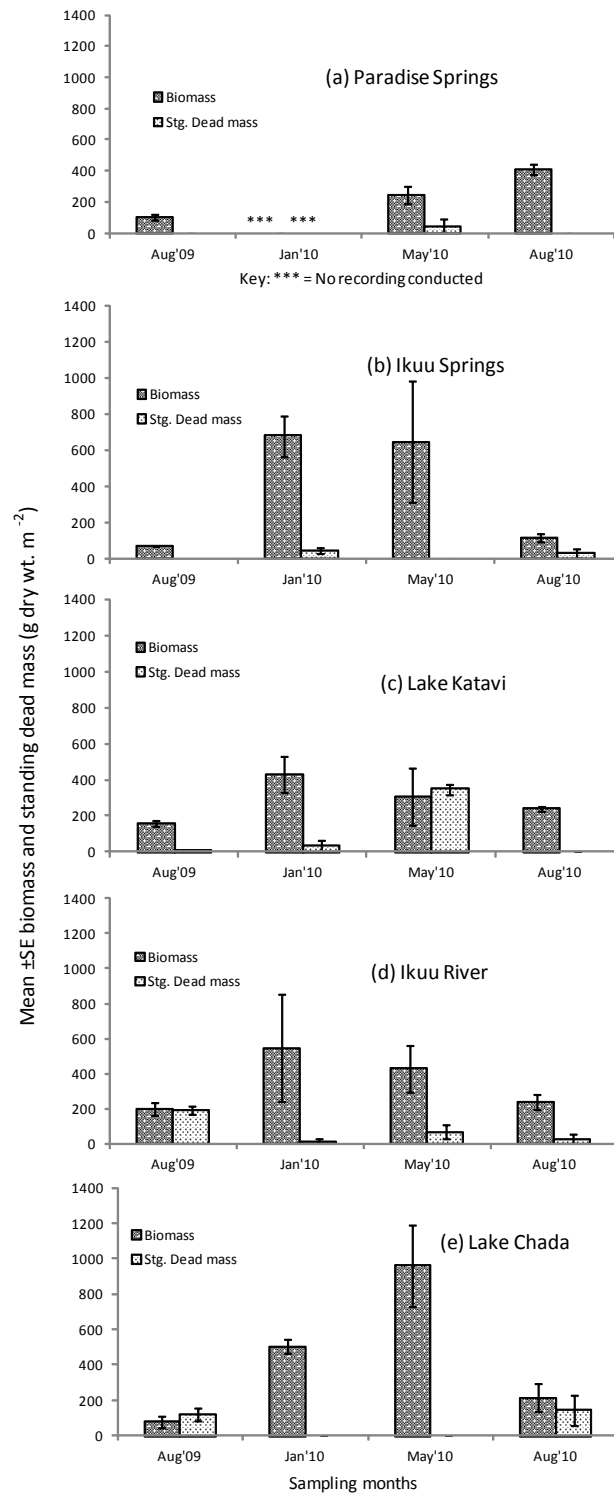 Mean ±SE biomass and standing dead mass (g dry wt. m -2)
1400
1200
1000
800
600
400
200
0
(a) Paradise Springs
Biomass
Stg. Dead mass
*** ***
Aug'09 Jan'10 May'10 Aug'10
Key: *** = No recording conducted
1400
1200
1000
800
600
400
200
0
(b) Ikuu Springs
Biomass
Stg. Dead mass
Aug'09 Jan'10 May'10 Aug'10
1400
1200
1000
800
600
400
200
0
Biomass
Stg. Dead mass
(c) Lake Katavi
Aug'09 Jan'10 May'10 Aug'10
1400
1200
1000
800
600
400
200
0
Biomass
Stg. Dead mass
(d) Ikuu River
Aug'09 Jan'10 May'10 Aug'10
1400
1200
1000
800
600
400
200
0
Biomass
Stg. Dead mass
(e) Lake Chada
Aug'09 Jan'10 May'10 Aug'10
Sampling months